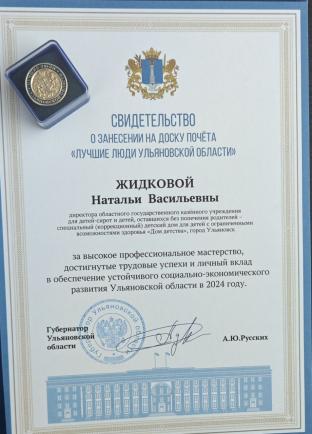 СВИДЕТЕЛЬСТВО
О ЗАНЕСЕНИИ НА ДОСКУ ПОЧЁТА
«ЛУЧШИЕ ЛЮДИ УЛЬЯНОВСКОЙ ОБЛАСТИ»
ЖИДКОВОЙ
Натальи Васильевны
директора областного государственного казённого учреждения
для детей-сирот и детей, оставшихся без попечения родителей -
специальный (коррекционный) детский дом для детей с ограниченными
возможностями здоровья «Дом детства», город Ульяновск
за высокое профессиональное мастерство,
достигнутые трудовые успехи и личный вклад
в обеспечение устойчивого социально-экономического
развития Ульяновской области в 2024 году.
Губернатор
Ульяновской
области
А.Ю.Русских